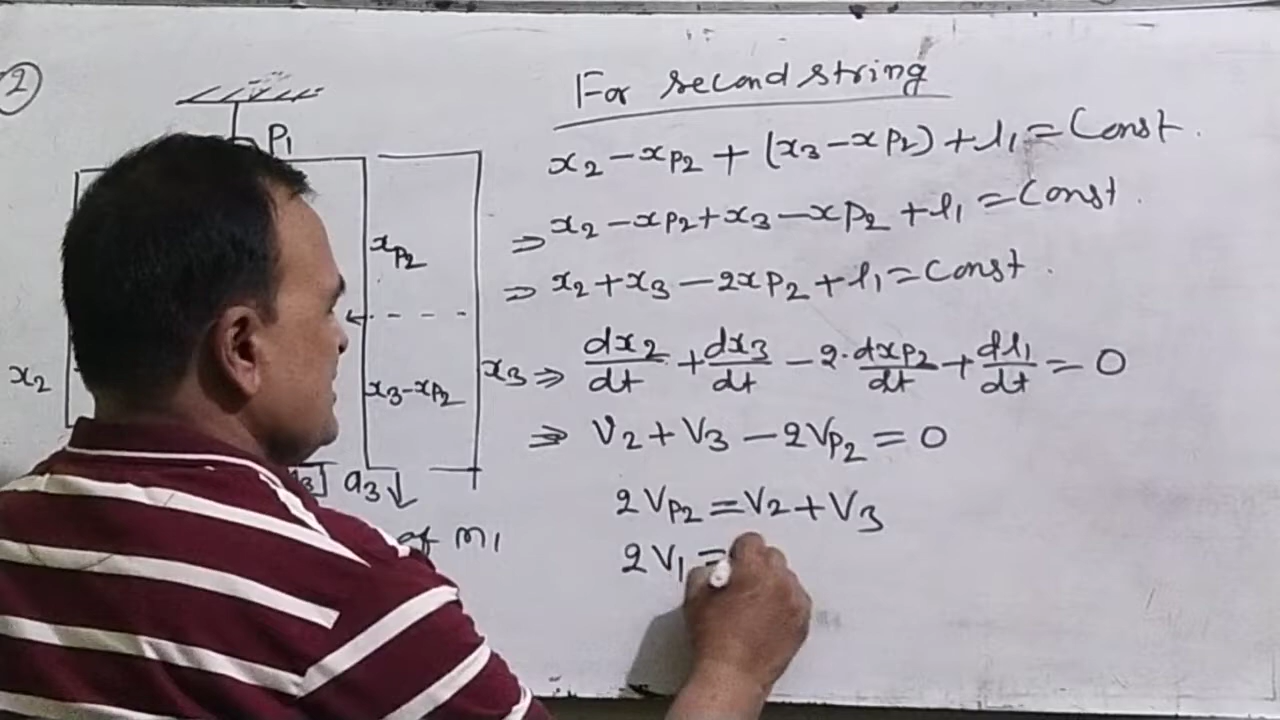 2
P1
xP2
x2
x3
x3-xP2
a3↓
of m1
For second string
x2-xP2+(x3-xP2)+l1=Const.
⇒ x2-xP2+x3-xP2+l1=Const.
⇒ x2+x3-2xP2+l1=Const.
⇒ dx2/dt+dx3/dt-2.dxP2/dt+dl1/dt=0
⇒ V2+V3-2VP2=0
2VP2=V2+V3
2V1=